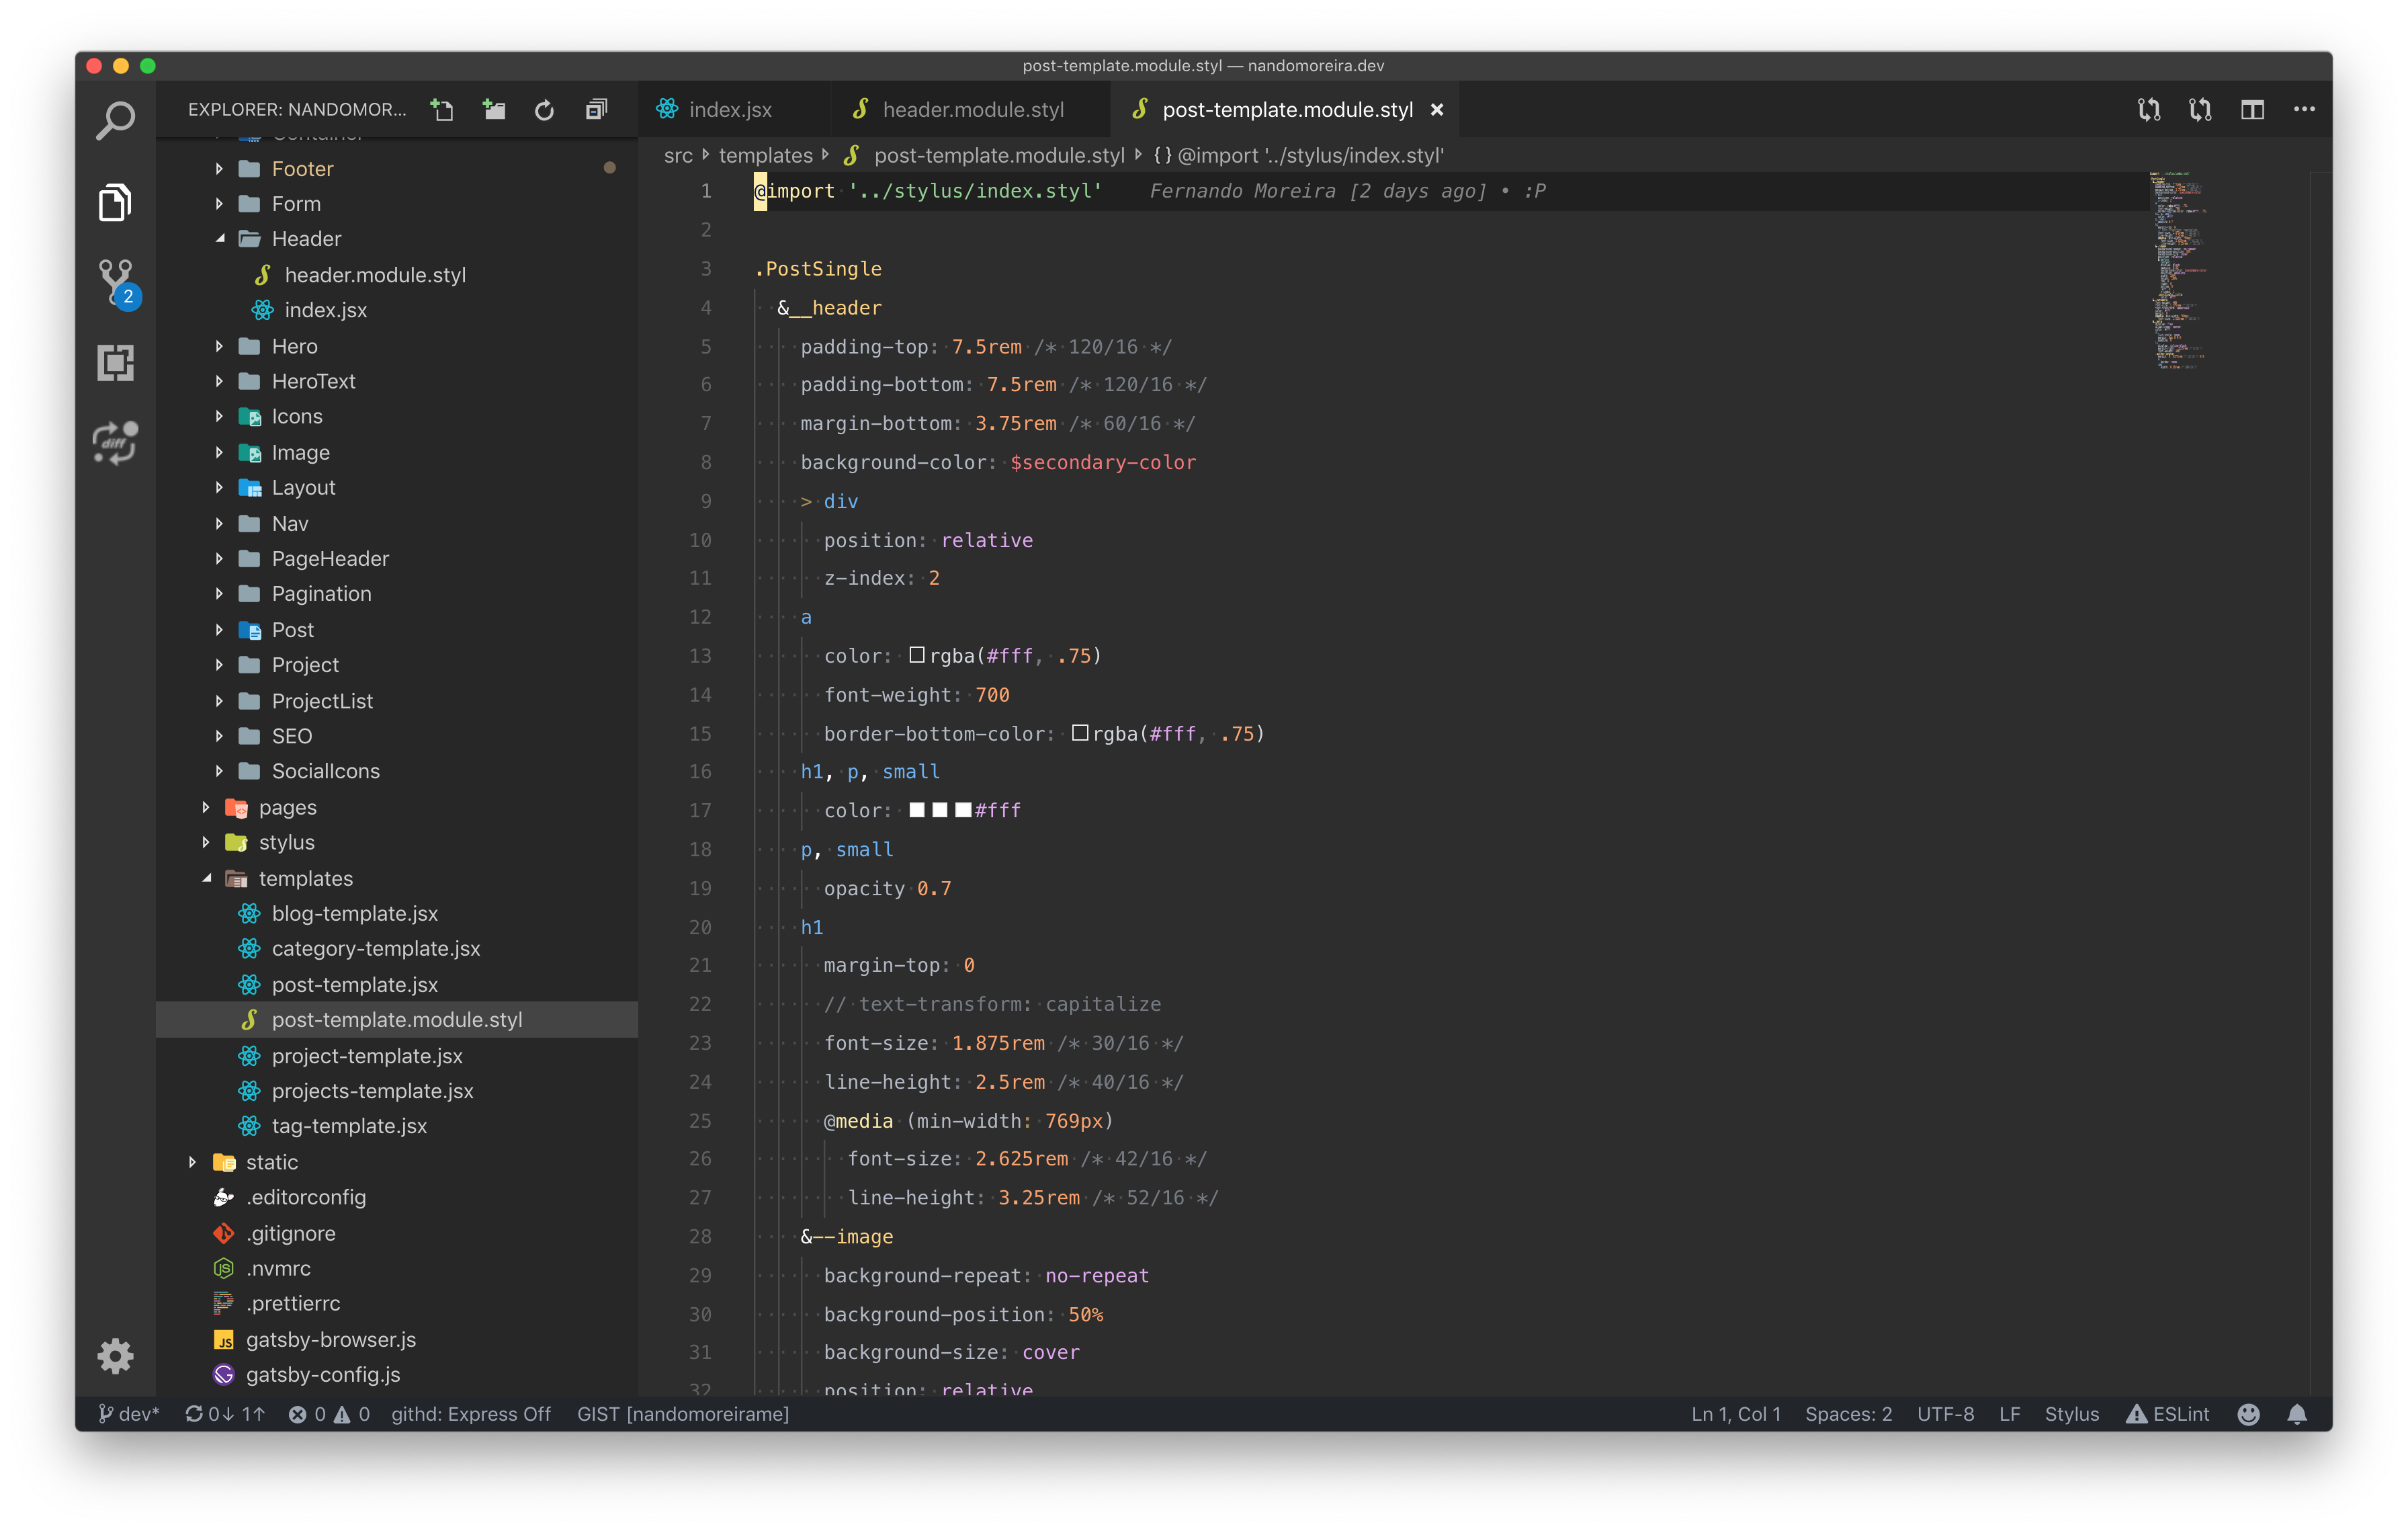 post-template.module.styl — nandomoreira.dev
EXPLORER: NANDOMOR...
index.jsx
header.module.styl
post-template.module.styl
src
templates
post-template.module.styl
{ } @import '../stylus/index.styl'
Container
Footer
Form
Header
header.module.styl
index.jsx
Hero
HeroText
Icons
Image
Layout
Nav
PageHeader
Pagination
Post
Project
ProjectList
SEO
SocialIcons
pages
stylus
templates
blog-template.jsx
category-template.jsx
post-template.jsx
post-template.module.styl
project-template.jsx
projects-template.jsx
tag-template.jsx
static
.editorconfig
.gitignore
.nvmrc
.prettierrc
gatsby-browser.js
gatsby-config.js
2
diff
1 @import '../stylus/index.styl' Fernando Moreira [2 days ago] • :P
2
3 .PostSingle
4 &__header
5 padding-top: 7.5rem /* 120/16 */
6 padding-bottom: 7.5rem /* 120/16 */
7 margin-bottom: 3.75rem /* 60/16 */
8 background-color: $secondary-color
9 > div
10 position: relative
11 z-index: 2
12 a
13 color: rgba(#fff, .75)
14 font-weight: 700
15 border-bottom-color: rgba(#fff, .75)
16 h1, p, small
17 color: #fff
18 p, small
19 opacity 0.7
20 h1
21 margin-top: 0
22 // text-transform: capitalize
23 font-size: 1.875rem /* 30/16 */
24 line-height: 2.5rem /* 40/16 */
25 @media (min-width: 769px)
26 font-size: 2.625rem /* 42/16 */
27 line-height: 3.25rem /* 52/16 */
28 &--image
29 background-repeat: no-repeat
30 background-position: 50%
31 background-size: cover
32 position: relative
dev* 0↓ 1↑ 0 0 githd: Express Off GIST [nandomoreirame] Ln 1, Col 1 Spaces: 2 UTF-8 LF Stylus ESLint